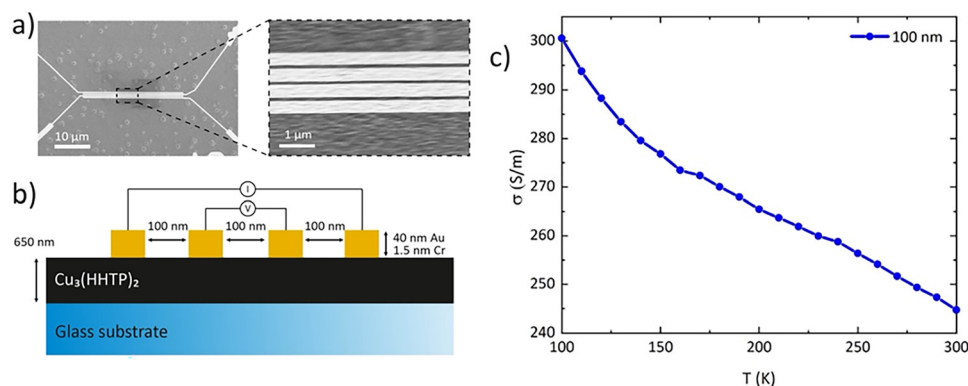 a)
10 μm
1 μm
b)
I
V
100 nm
100 nm
100 nm
650 nm
40 nm Au
1.5 nm Cr
Cu₃(HHTP)₂
Glass substrate
c)
100 nm
300
290
280
270
260
250
240
σ (S/m)
100
150
200
250
300
T (K)